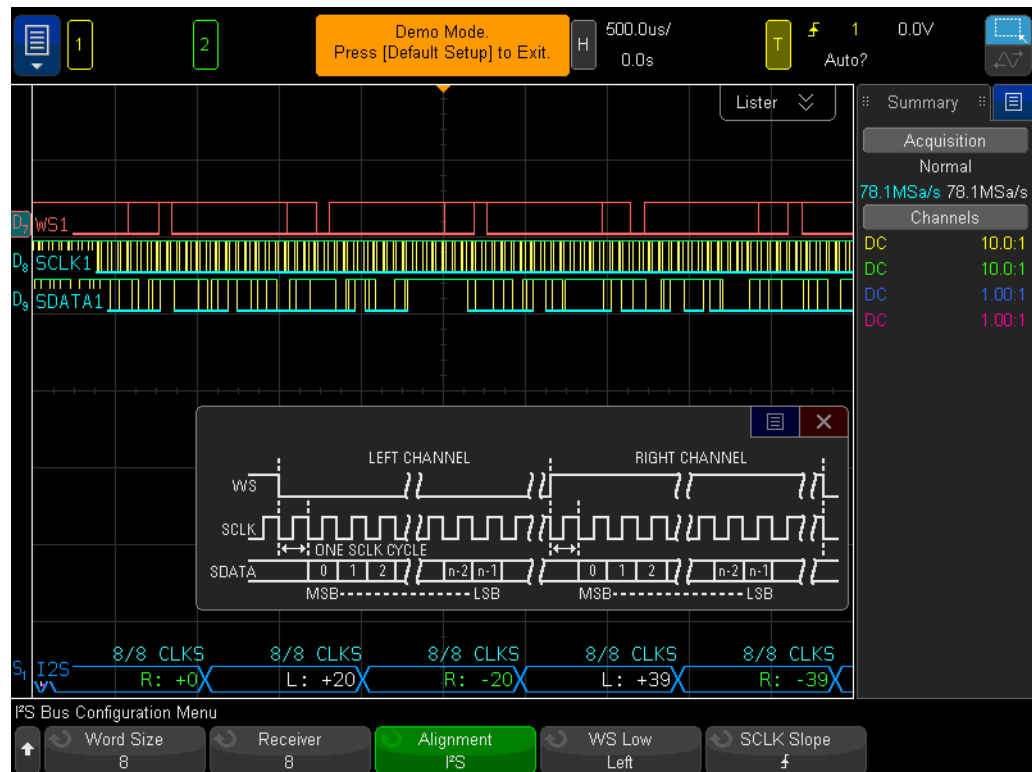 1
2
Demo Mode.
Press [Default Setup] to Exit.
H
500.0us/
0.0s
T
1
0.0V
Auto?
Lister
Summary
Acquisition
Normal
78.1MSa/s 78.1MSa/s
Channels
DC 10.0:1
DC 10.0:1
DC 1.00:1
DC 1.00:1
D7 WS1
D8 SCLK1
D9 SDATA1
LEFT CHANNEL RIGHT CHANNEL
WS
SCLK
ONE SCLK CYCLE
SDATA 0 1 2 n-2 n-1 0 1 2 n-2 n-1
MSB---------------LSB MSB---------------LSB
8/8 CLKS 8/8 CLKS 8/8 CLKS 8/8 CLKS 8/8 CLKS
S1 I2S R: +0 L: +20 R: -20 L: +39 R: -39
I²S Bus Configuration Menu
Word Size Receiver Alignment WS Low SCLK Slope
8 8 I²S Left